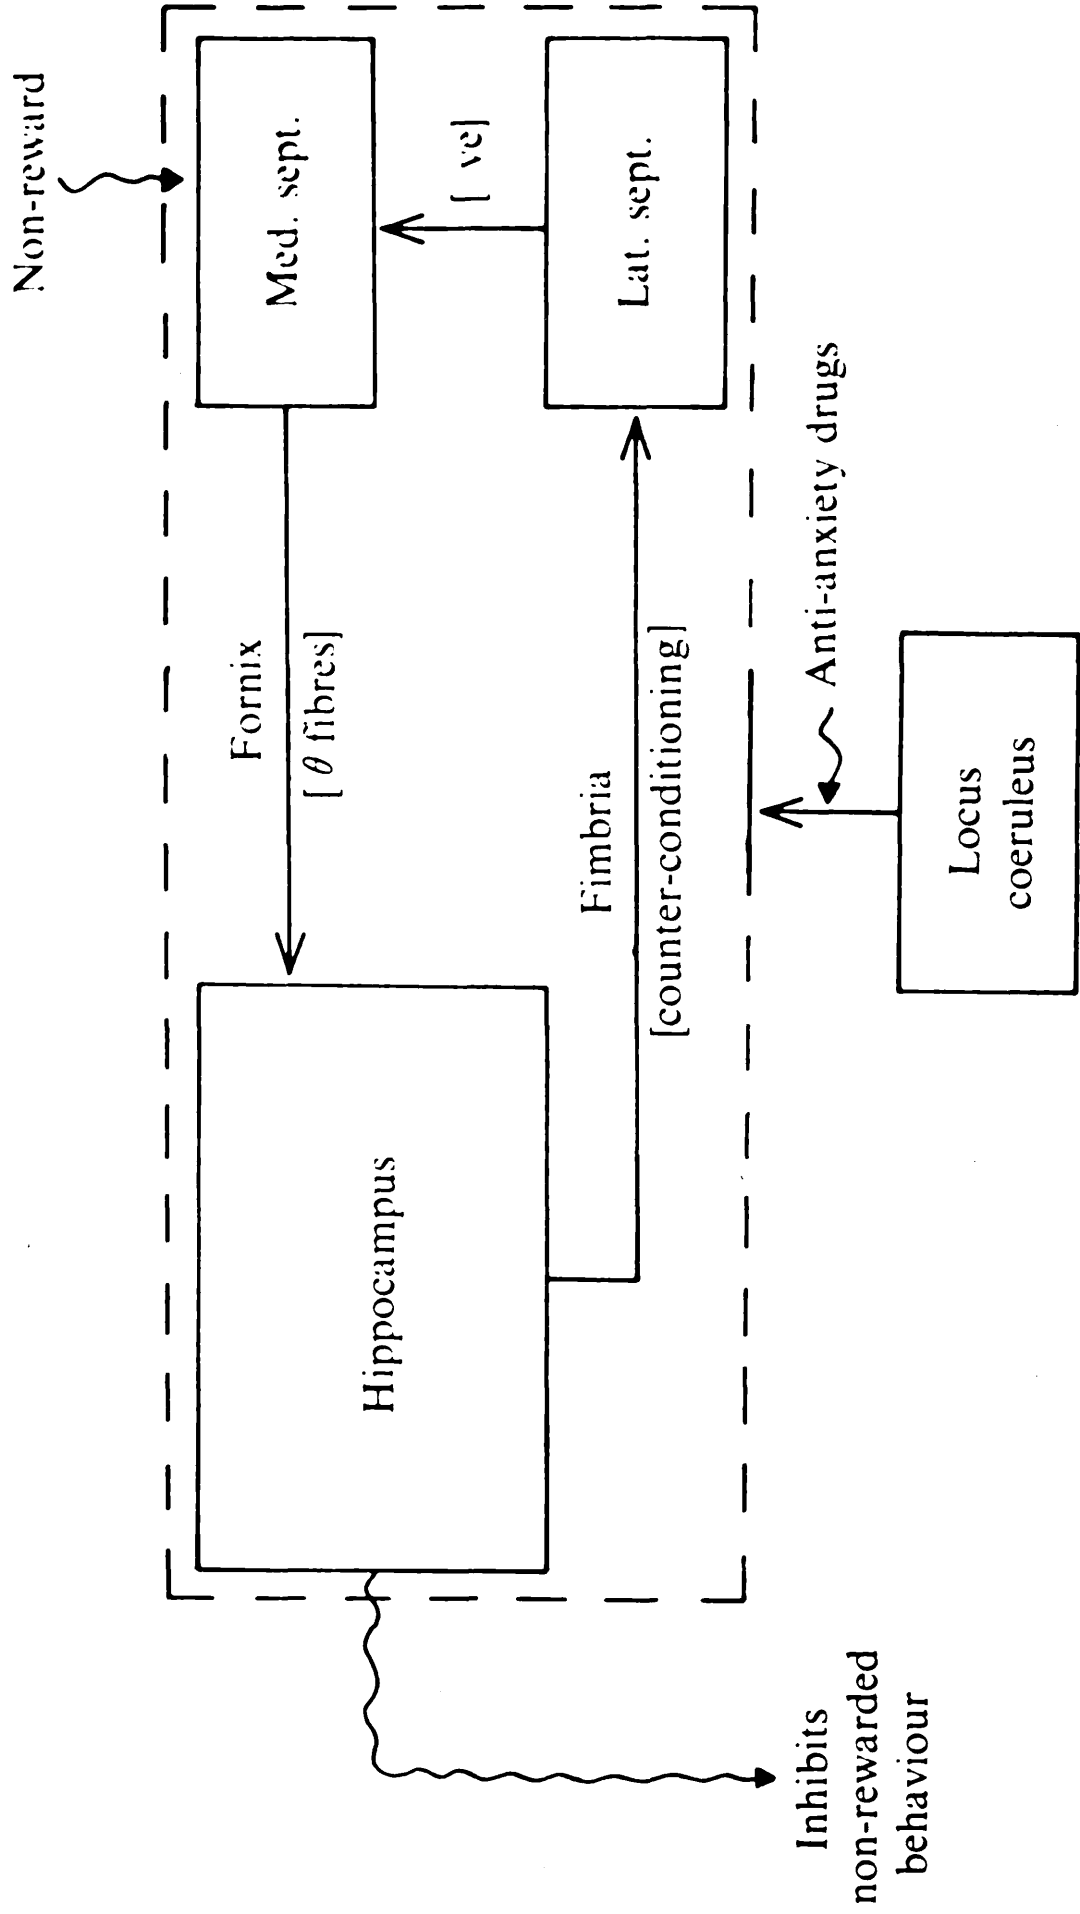 Non-reward
Med. sept.
[ ve]
Lat. sept.
Fornix
[ θ fibres]
Fimbria
[counter-conditioning]
Anti-anxiety drugs
Hippocampus
Locus
coeruleus
Inhibits
non-rewarded
behaviour